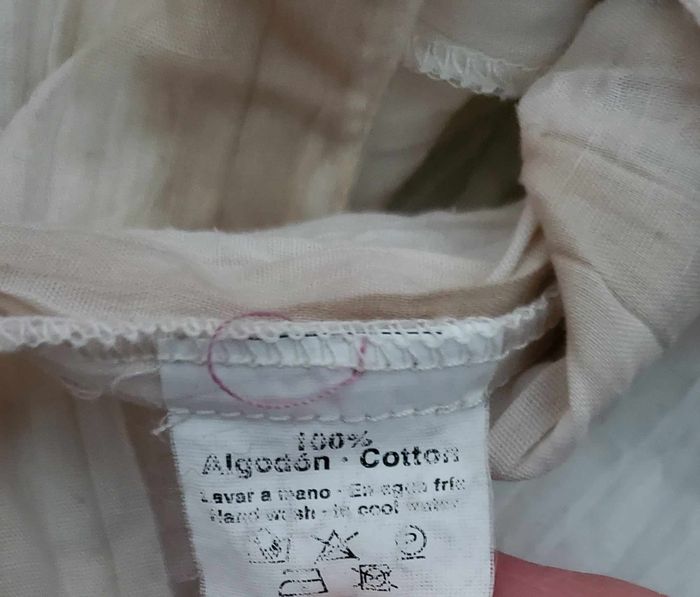 100%
Algodón · Cotton
Lavar a mano · En agua fría
Hand wash · In cool water